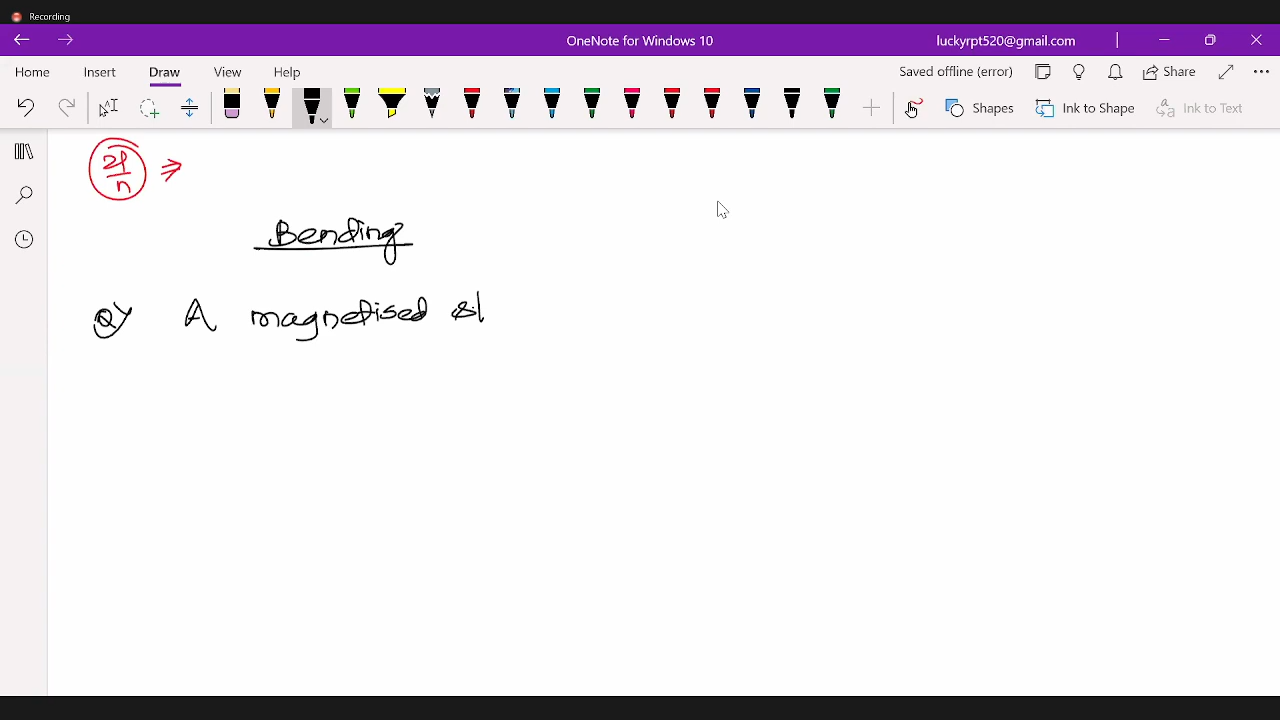 Recording
OneNote for Windows 10
luckyrpt520@gmail.com
Home Insert Draw View Help
Saved offline (error)
Share
Shapes
Ink to Shape
Ink to Text
n
Bending
Q) A magnetised